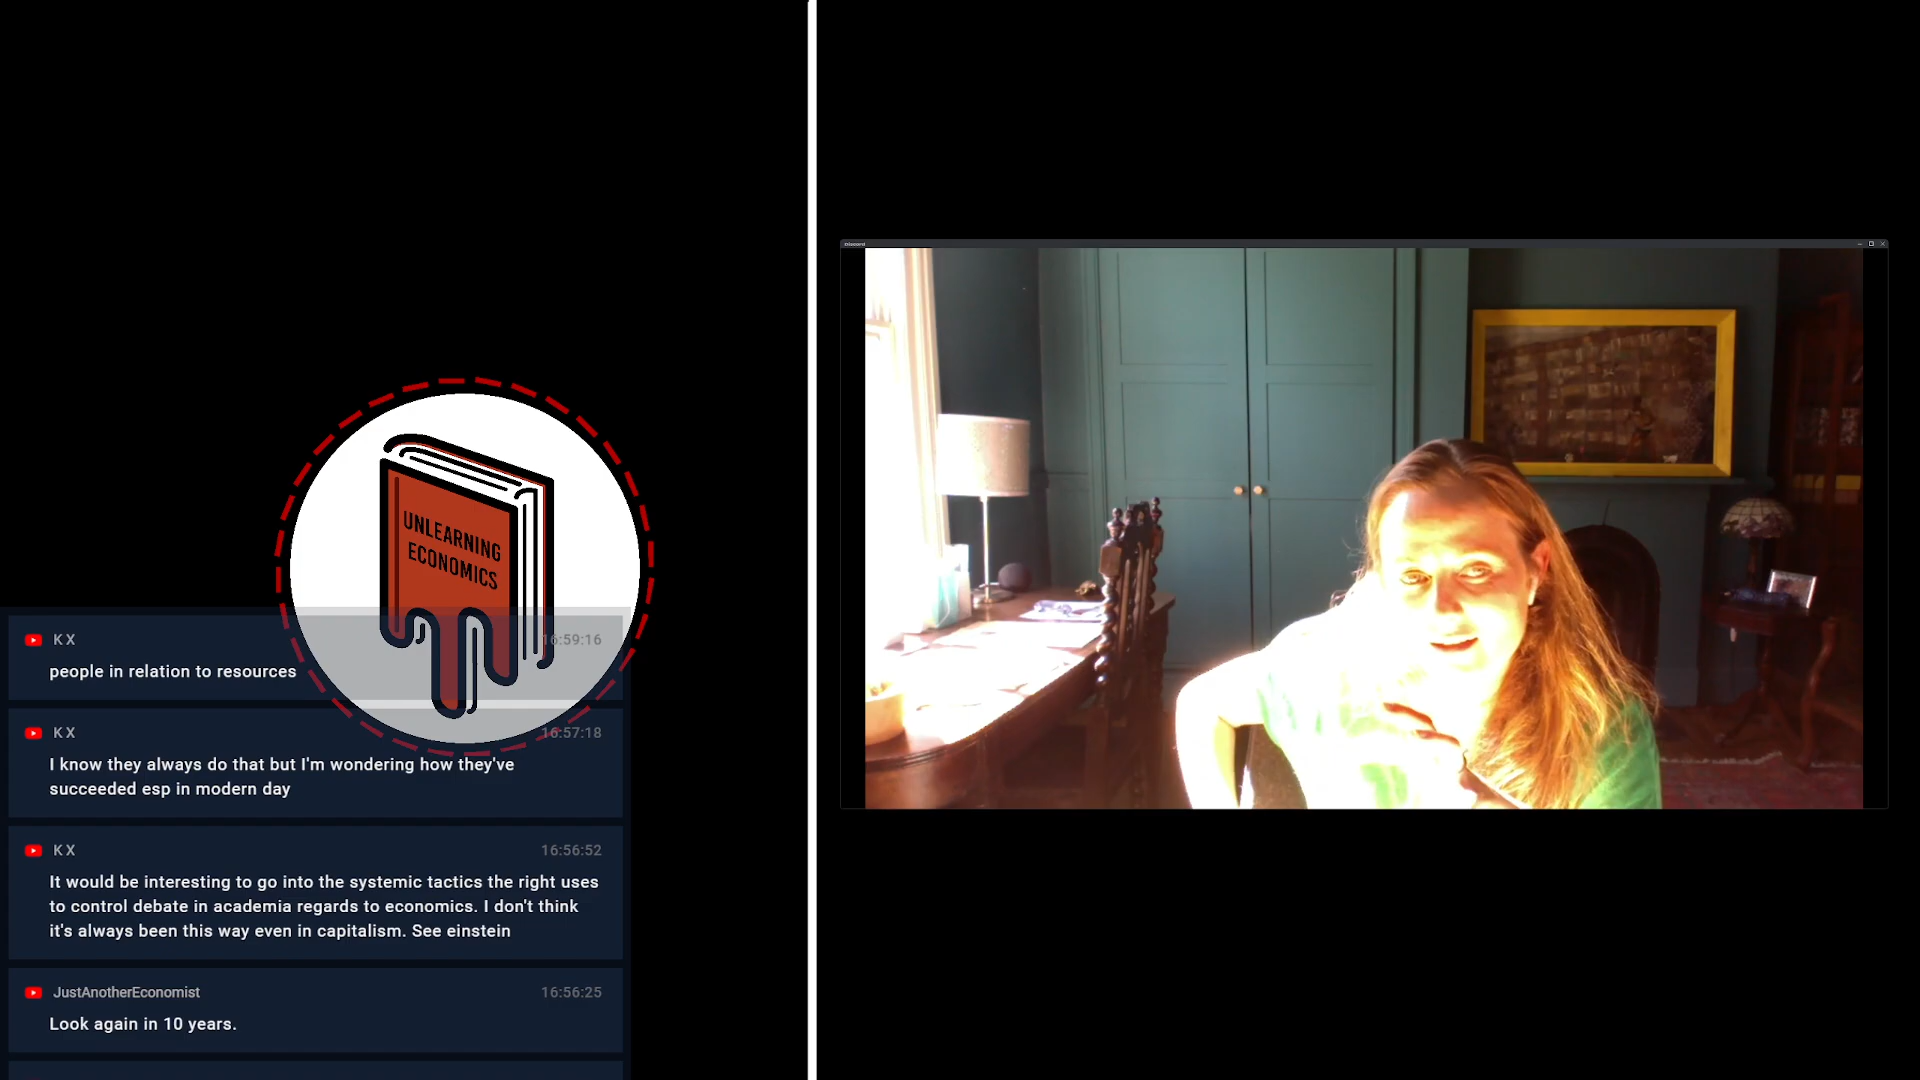 Discord
UNLEARNING
ECONOMICS
K X 16:59:16
people in relation to resources
K X 16:57:18
I know they always do that but I'm wondering how they've
succeeded esp in modern day
K X 16:56:52
It would be interesting to go into the systemic tactics the right uses
to control debate in academia regards to economics. I don't think
it's always been this way even in capitalism. See einstein
JustAnotherEconomist 16:56:25
Look again in 10 years.